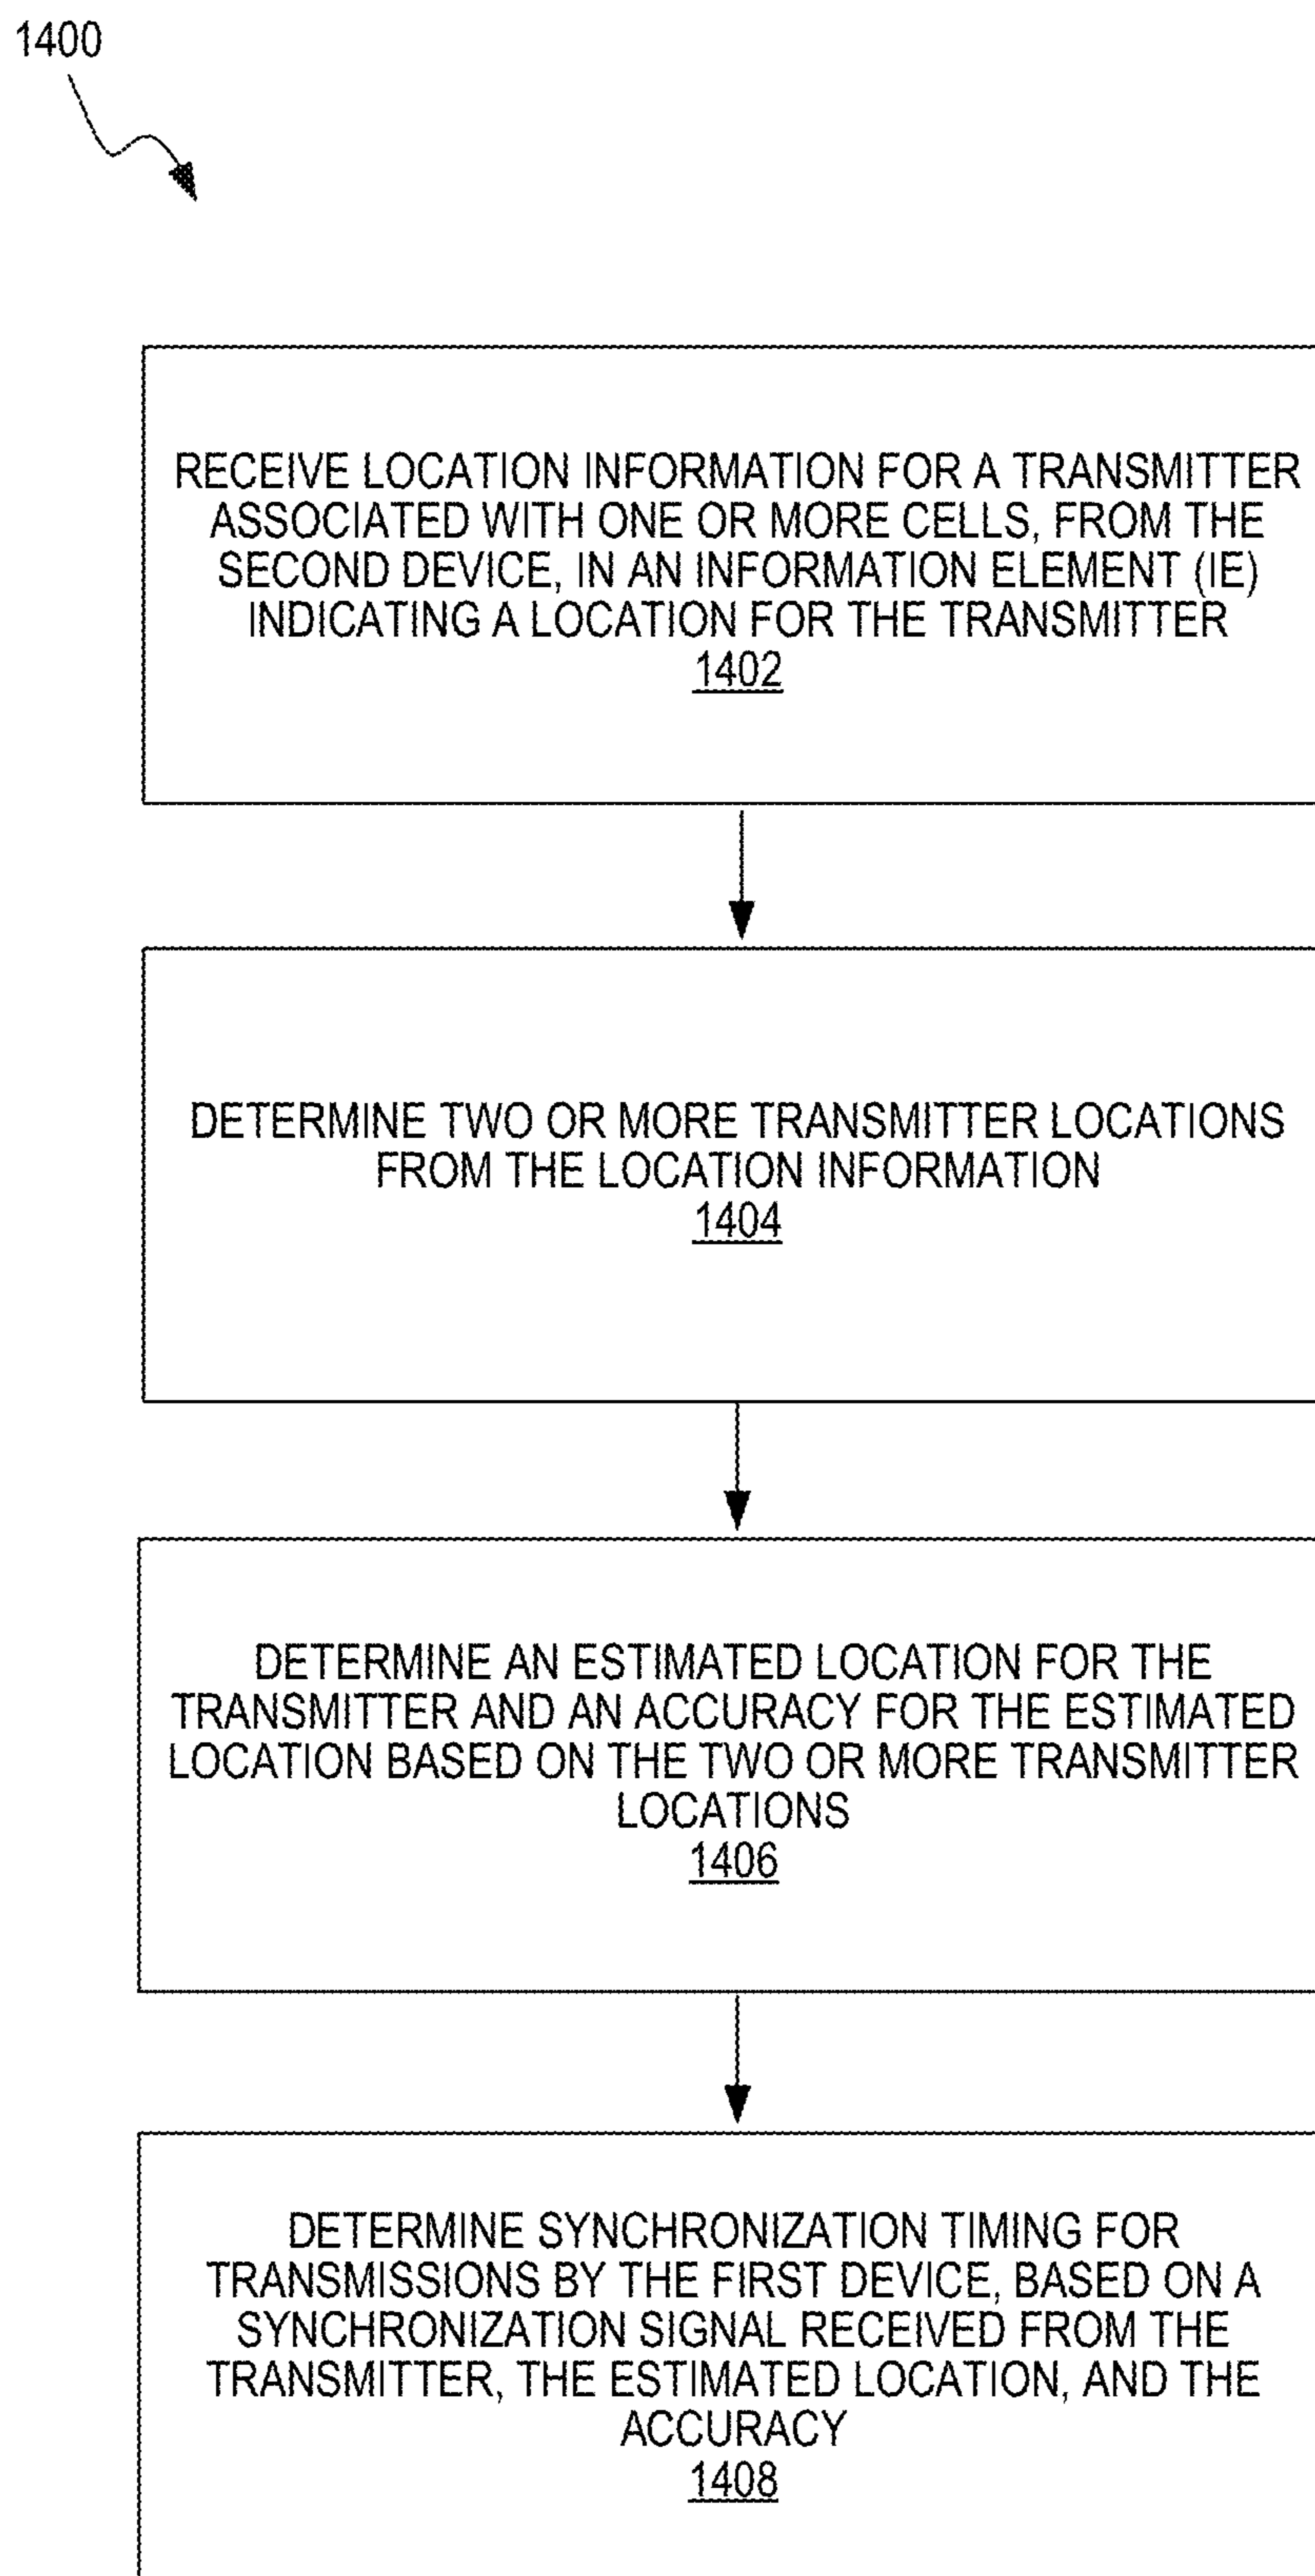 1400
RECEIVE LOCATION INFORMATION FOR A TRANSMITTER
ASSOCIATED WITH ONE OR MORE CELLS, FROM THE
SECOND DEVICE, IN AN INFORMATION ELEMENT (IE)
INDICATING A LOCATION FOR THE TRANSMITTER
1402
DETERMINE TWO OR MORE TRANSMITTER LOCATIONS
FROM THE LOCATION INFORMATION
1404
DETERMINE AN ESTIMATED LOCATION FOR THE
TRANSMITTER AND AN ACCURACY FOR THE ESTIMATED
LOCATION BASED ON THE TWO OR MORE TRANSMITTER
LOCATIONS
1406
DETERMINE SYNCHRONIZATION TIMING FOR
TRANSMISSIONS BY THE FIRST DEVICE, BASED ON A
SYNCHRONIZATION SIGNAL RECEIVED FROM THE
TRANSMITTER, THE ESTIMATED LOCATION, AND THE
ACCURACY
1408